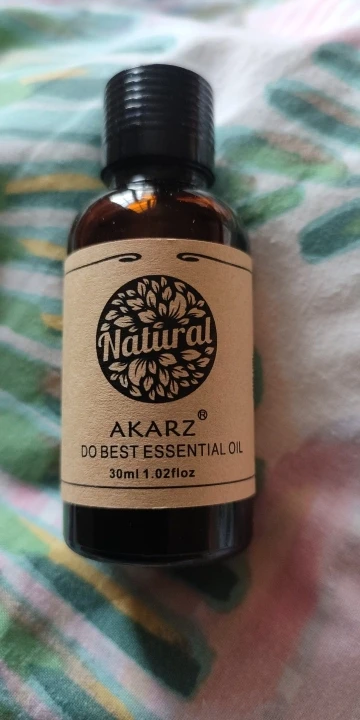 Natural
AKARZ®
DO BEST ESSENTIAL OIL
30ml 1.02floz